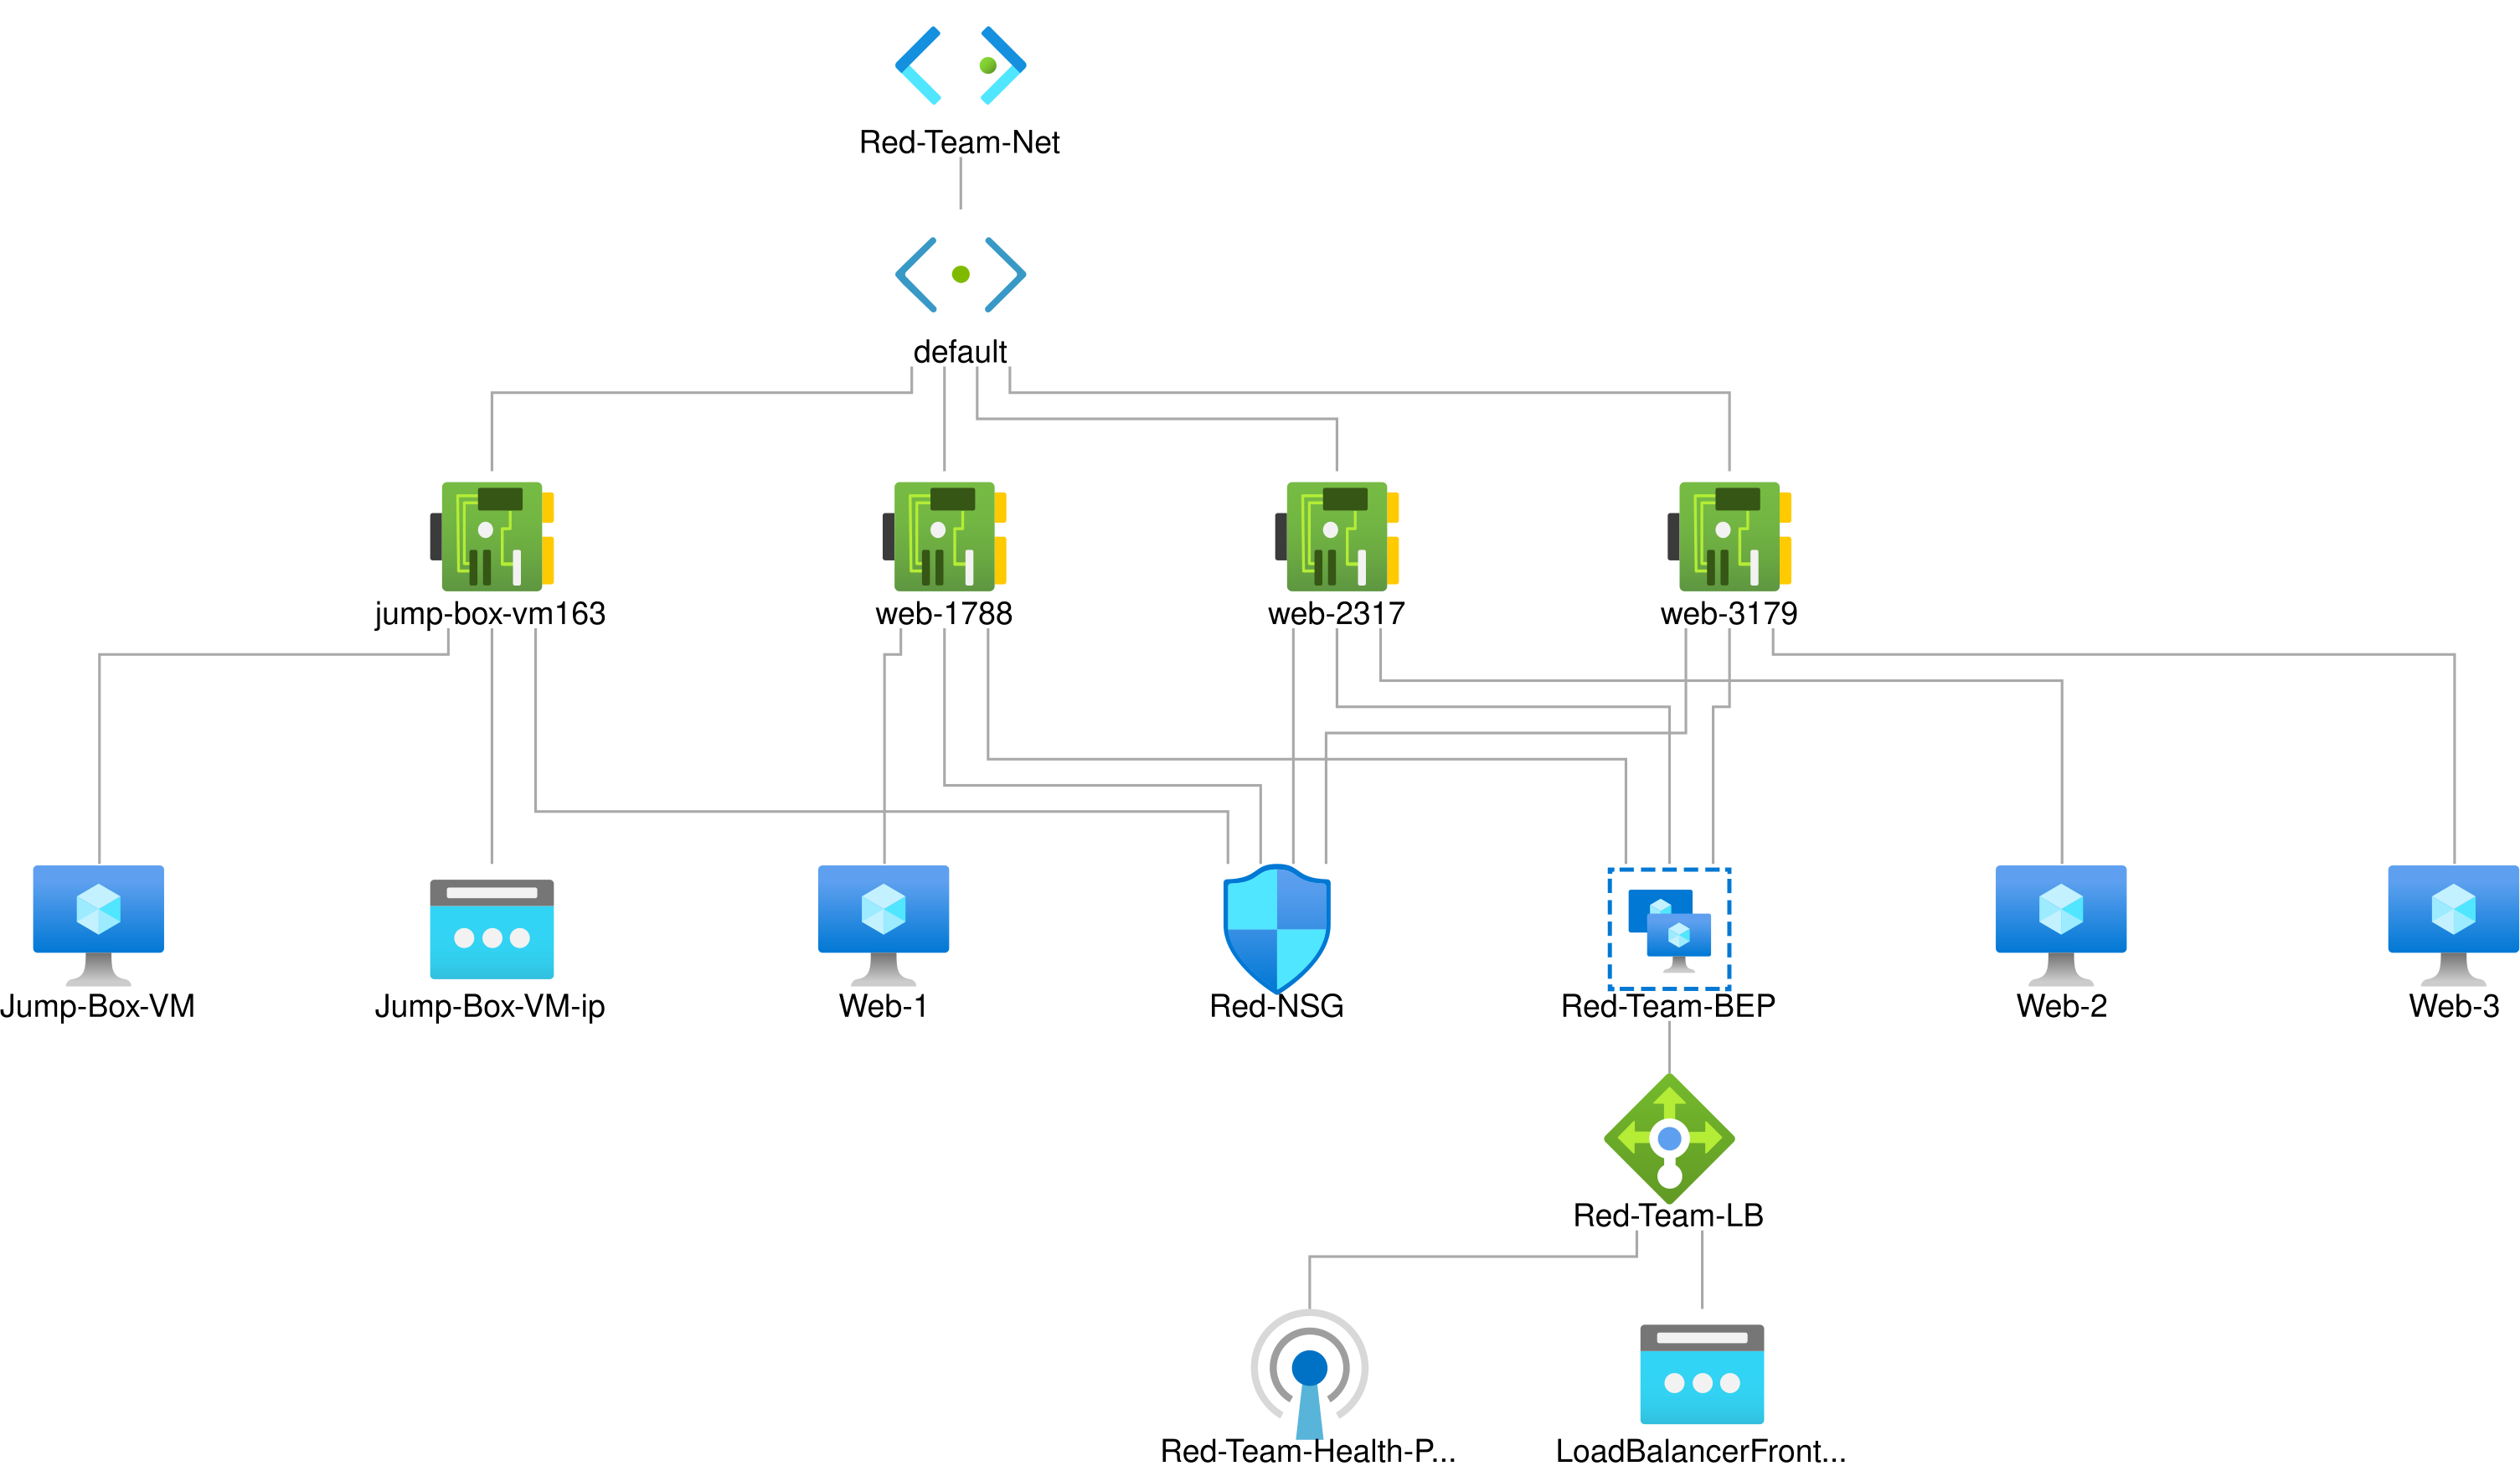 Red-Team-Net
default
jump-box-vm163
web-1788
web-2317
web-3179
Jump-Box-VM
Jump-Box-VM-ip
Web-1
Red-NSG
Red-Team-BEP
Web-2
Web-3
Red-Team-LB
Red-Team-Health-P...
LoadBalancerFront...